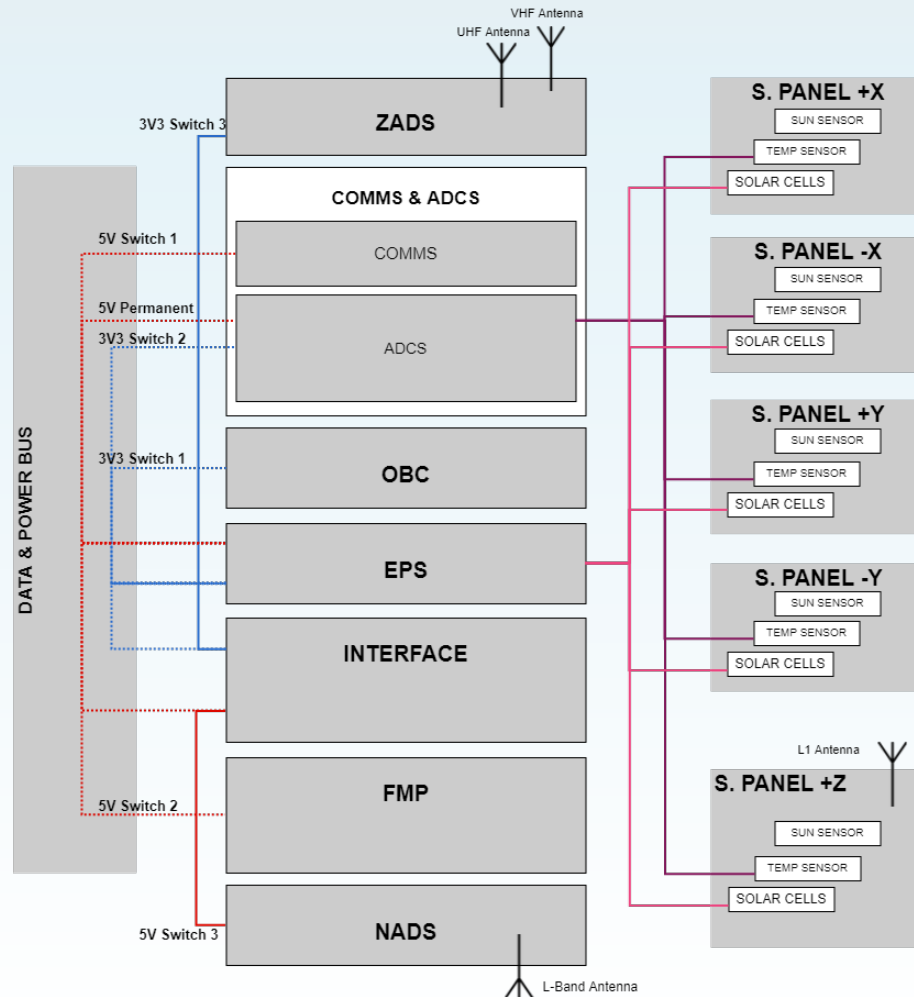 VHF Antenna
UHF Antenna
3V3 Switch 3
ZADS
COMMS & ADCS
5V Switch 1
COMMS
5V Permanent
3V3 Switch 2
ADCS
DATA & POWER BUS
3V3 Switch 1
OBC
EPS
INTERFACE
5V Switch 2
FMP
5V Switch 3
NADS
L-Band Antenna
S. PANEL +X
SUN SENSOR
TEMP SENSOR
SOLAR CELLS
S. PANEL -X
SUN SENSOR
TEMP SENSOR
SOLAR CELLS
S. PANEL +Y
SUN SENSOR
TEMP SENSOR
SOLAR CELLS
S. PANEL -Y
SUN SENSOR
TEMP SENSOR
SOLAR CELLS
L1 Antenna
S. PANEL +Z
SUN SENSOR
TEMP SENSOR
SOLAR CELLS